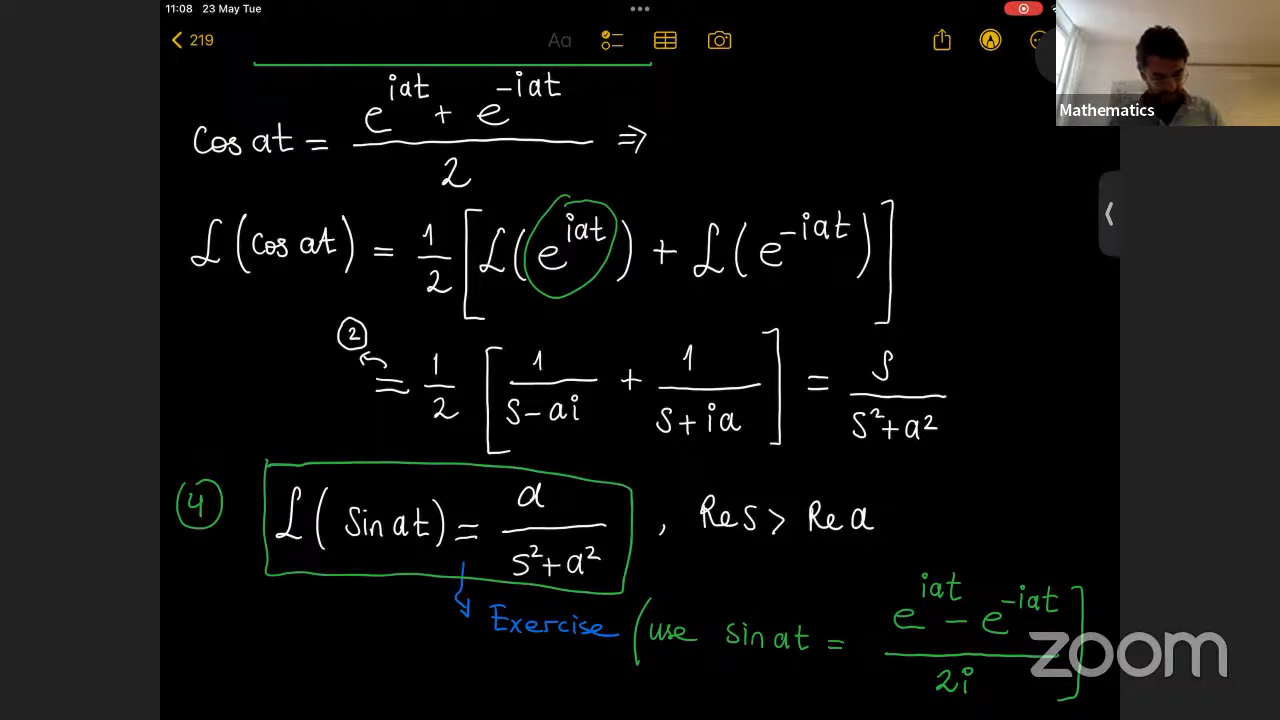 11:08 23 May Tue
219
Aa
Mathematics
cos at = (e^{iat} + e^{-iat})/2 ⇒
ℒ(cos at) = 1/2 [ℒ(e^{iat}) + ℒ(e^{-iat})]
② = 1/2 [1/(s-ai) + 1/(s+ia)] = s/(s²+a²)
④ ℒ(sin at) = a/(s²+a²) , Re s > Re a
Exercise (use sin at = (e^{iat} - e^{-iat})/2i ]
zoom